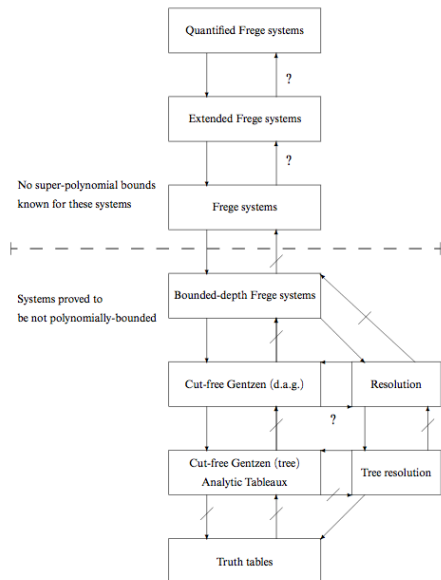 Quantified Frege systems
?
Extended Frege systems
?
No super-polynomial bounds
known for these systems
Frege systems
Systems proved to
be not polynomially-bounded
Bounded-depth Frege systems
Cut-free Gentzen (d.a.g.)
Resolution
?
Cut-free Gentzen (tree)
Analytic Tableaux
Tree resolution
Truth tables